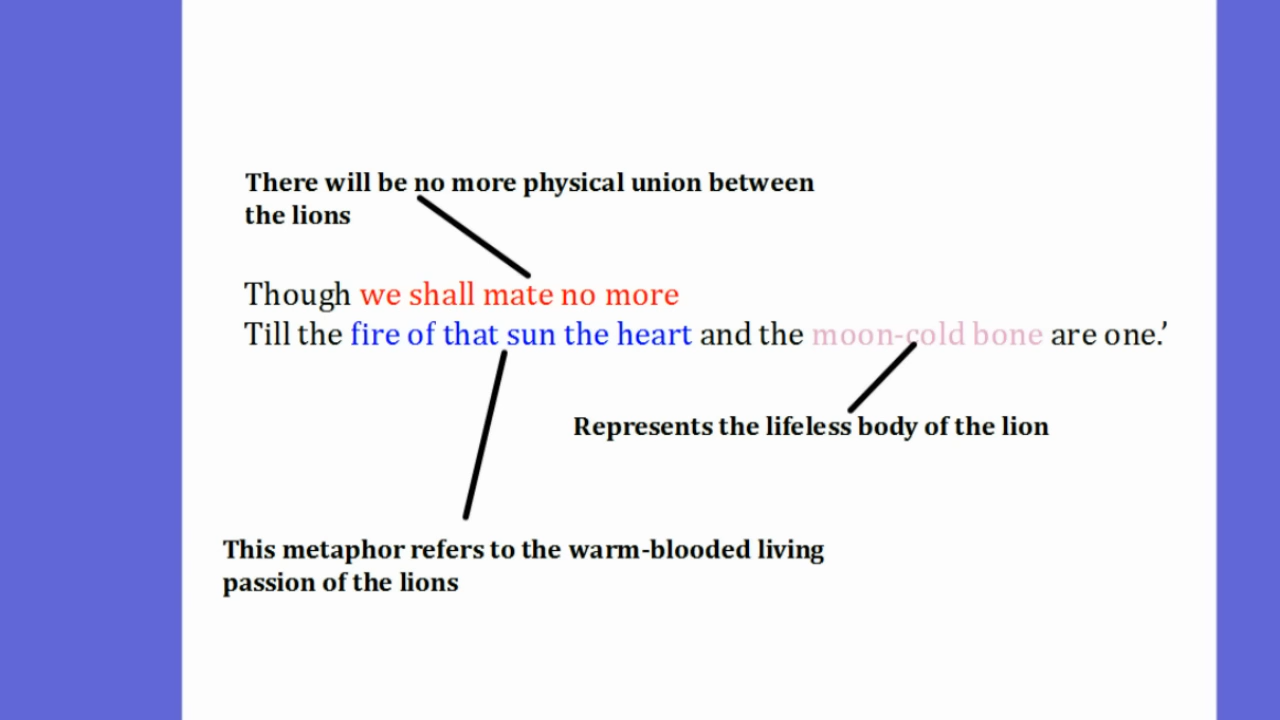 There will be no more physical union between
the lions
Though we shall mate no more
Till the fire of that sun the heart and the moon-cold bone are one.’
Represents the lifeless body of the lion
This metaphor refers to the warm-blooded living
passion of the lions